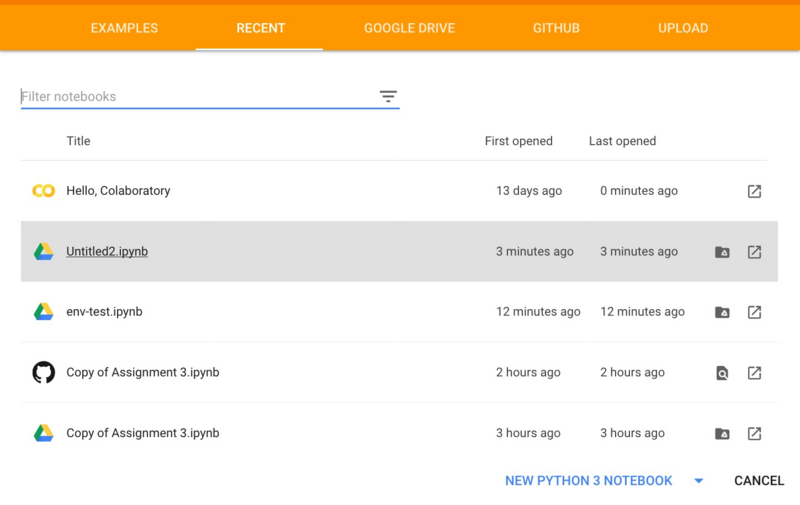 EXAMPLES RECENT GOOGLE DRIVE GITHUB UPLOAD
Filter notebooks
Title First opened Last opened
Hello, Colaboratory 13 days ago 0 minutes ago
Untitled2.ipynb 3 minutes ago 3 minutes ago
env-test.ipynb 12 minutes ago 12 minutes ago
Copy of Assignment 3.ipynb 2 hours ago 2 hours ago
Copy of Assignment 3.ipynb 3 hours ago 3 hours ago
NEW PYTHON 3 NOTEBOOK CANCEL